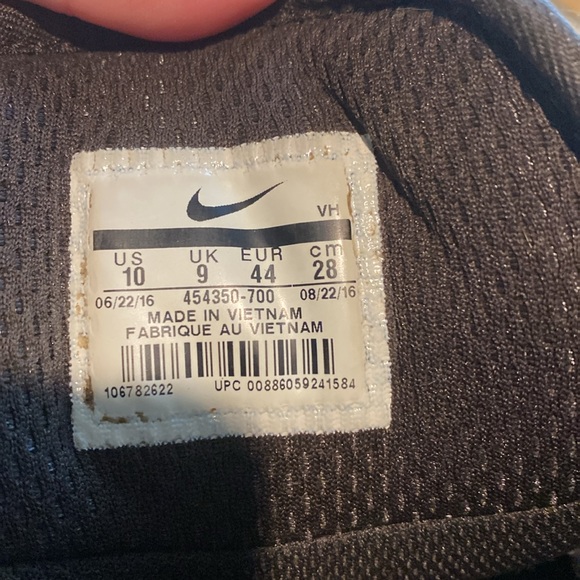 VH
US UK EUR cm
10 9 44 28
06/22/16 454350-700 08/22/16
MADE IN VIETNAM
FABRIQUE AU VIETNAM
106782622 UPC 00886059241584